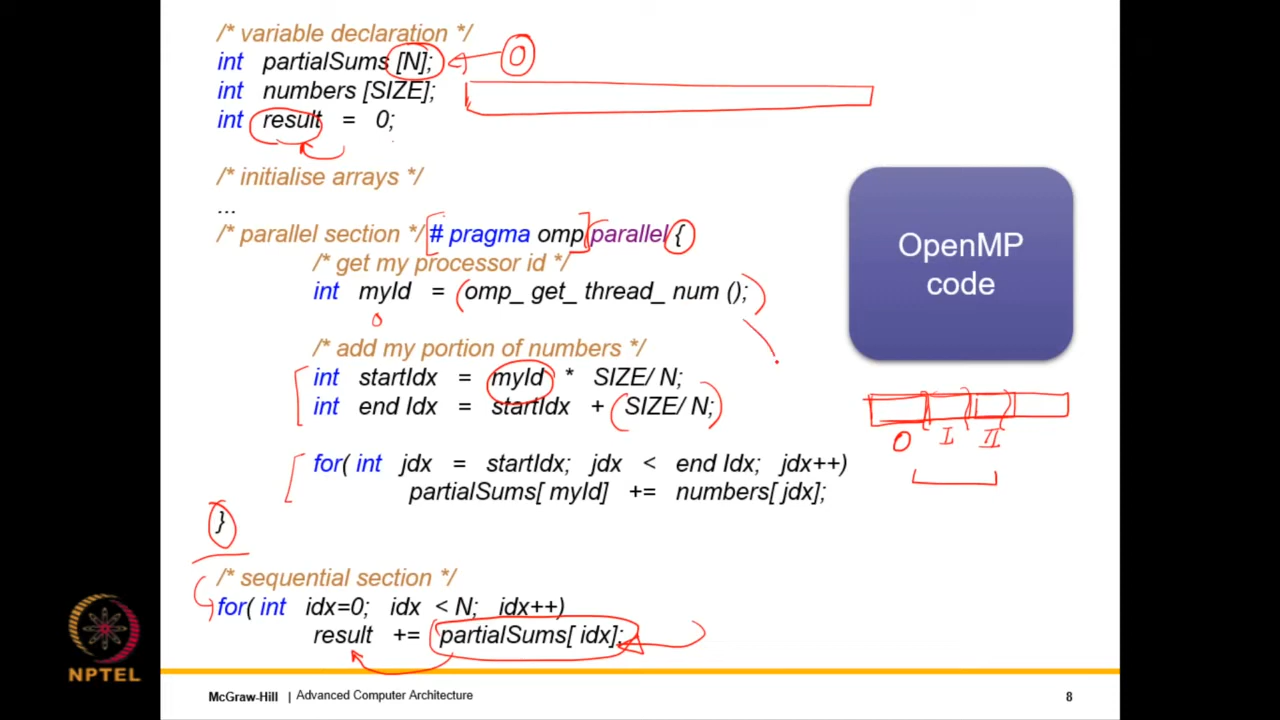 /* variable declaration */
int partialSums [N]; 0
int numbers [SIZE];
int result = 0;
/* initialise arrays */
...
/* parallel section */ # pragma omp parallel {
/* get my processor id */
int myId = omp_ get_ thread_ num ();
0
/* add my portion of numbers */
int startIdx = myId * SIZE/ N;
int end Idx = startIdx + SIZE/ N;
for( int jdx = startIdx; jdx < end Idx; jdx++)
partialSums[ myId] += numbers[ jdx];
}
/* sequential section */
for( int idx=0; idx < N; idx++)
result += partialSums[ idx];
OpenMP
code
0 I II
NPTEL
McGraw-Hill | Advanced Computer Architecture 8